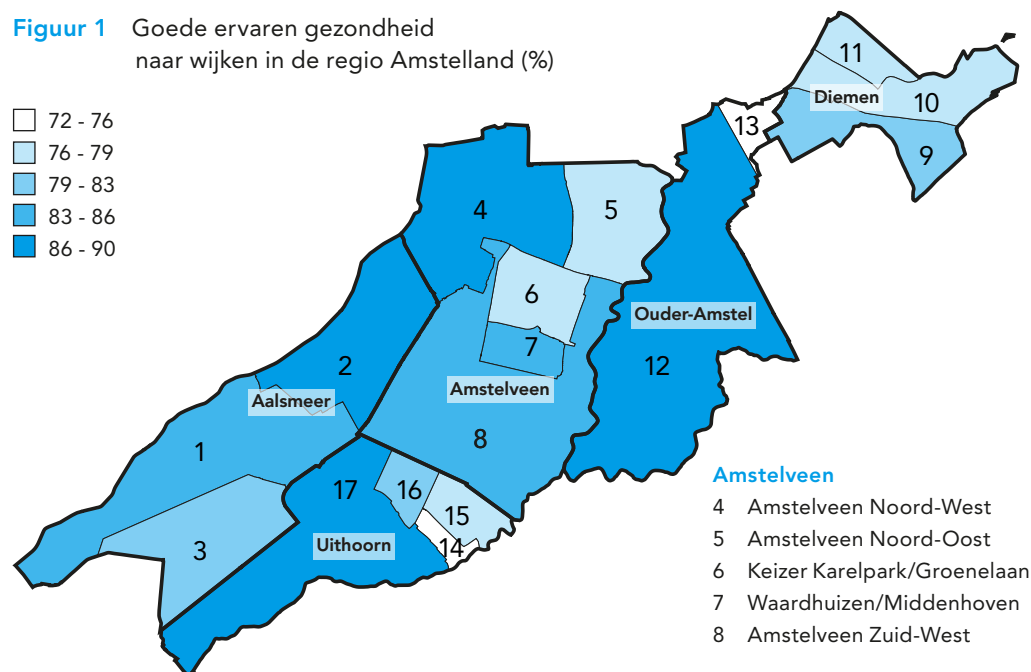 Figuur 1 Goede ervaren gezondheid
naar wijken in de regio Amstelland (%)
72 - 76
76 - 79
79 - 83
83 - 86
86 - 90
11
Diemen
10
13
9
4
5
6
Ouder-Amstel
7
2
12
Aalsmeer
Amstelveen
1
8
17
16
15
14
3
Uithoorn
Amstelveen
4 Amstelveen Noord-West
5 Amstelveen Noord-Oost
6 Keizer Karelpark/Groenelaan
7 Waardhuizen/Middenhoven
8 Amstelveen Zuid-West